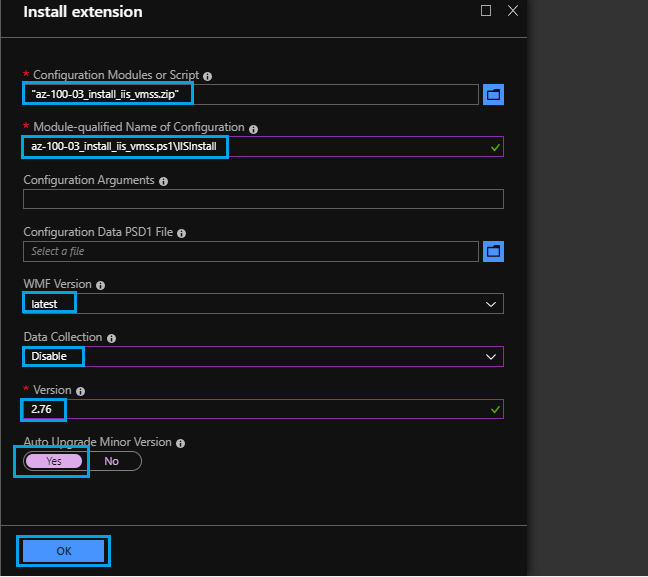 Install extension
* Configuration Modules or Script
"az-100-03_install_iis_vmss.zip"
* Module-qualified Name of Configuration
az-100-03_install_iis_vmss.ps1\IISInstall
Configuration Arguments
Configuration Data PSD1 File
Select a file
WMF Version
latest
Data Collection
Disable
* Version
2.76
Auto Upgrade Minor Version
Yes No
OK